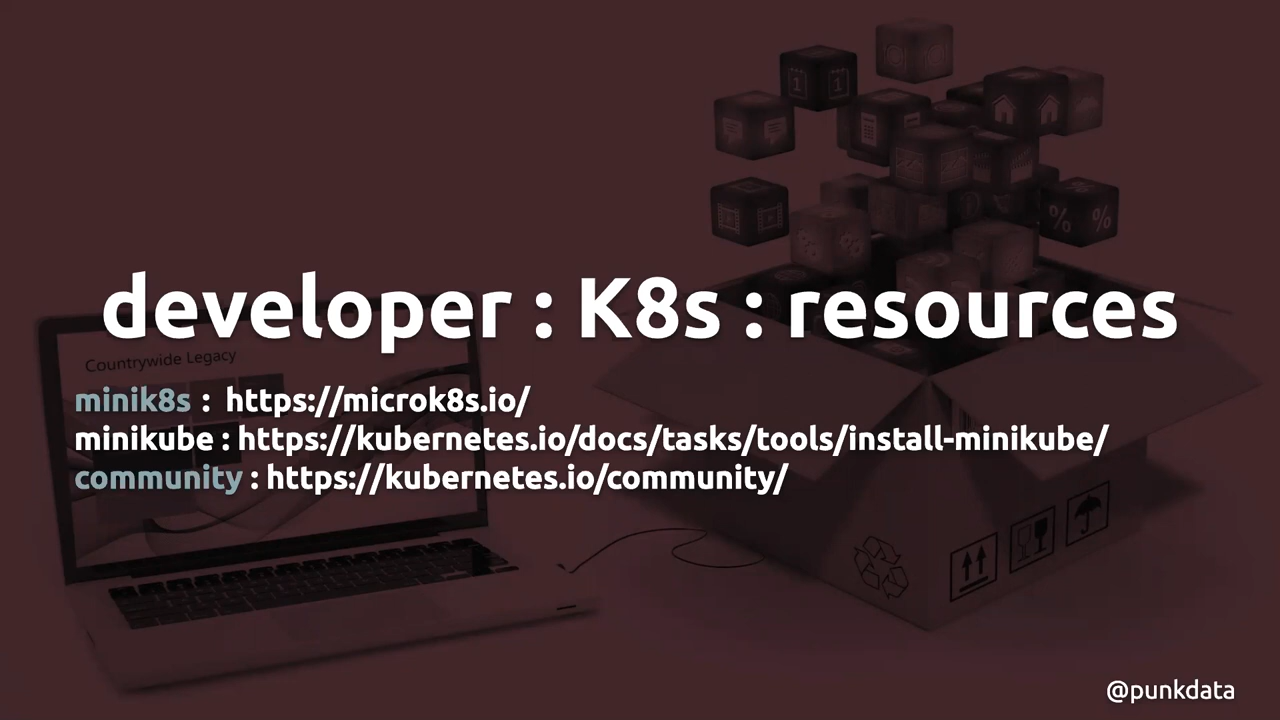 developer : K8s : resources
Countrywide Legacy
minik8s : https://microk8s.io/
minikube : https://kubernetes.io/docs/tasks/tools/install-minikube/
community : https://kubernetes.io/community/
@punkdata